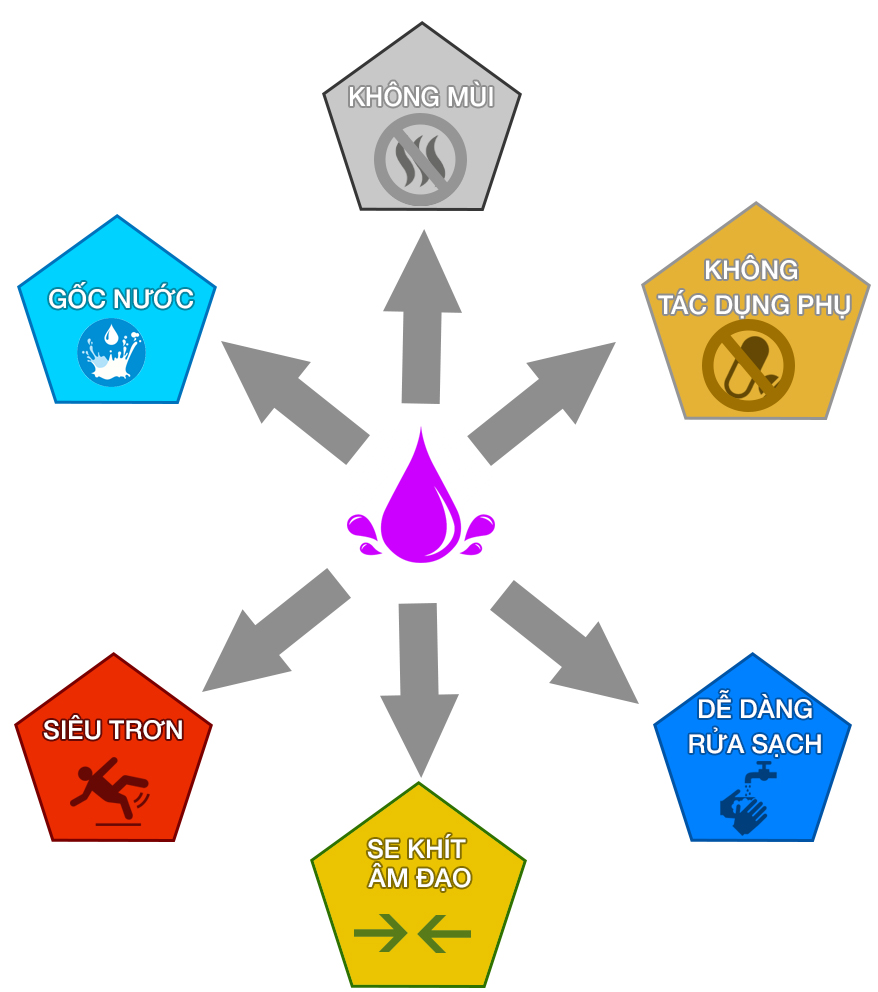 KHÔNG MÙI
GỐC NƯỚC
KHÔNG
TÁC DỤNG PHỤ
SIÊU TRƠN
DỄ DÀNG
RỬA SẠCH
SE KHÍT
ÂM ĐẠO